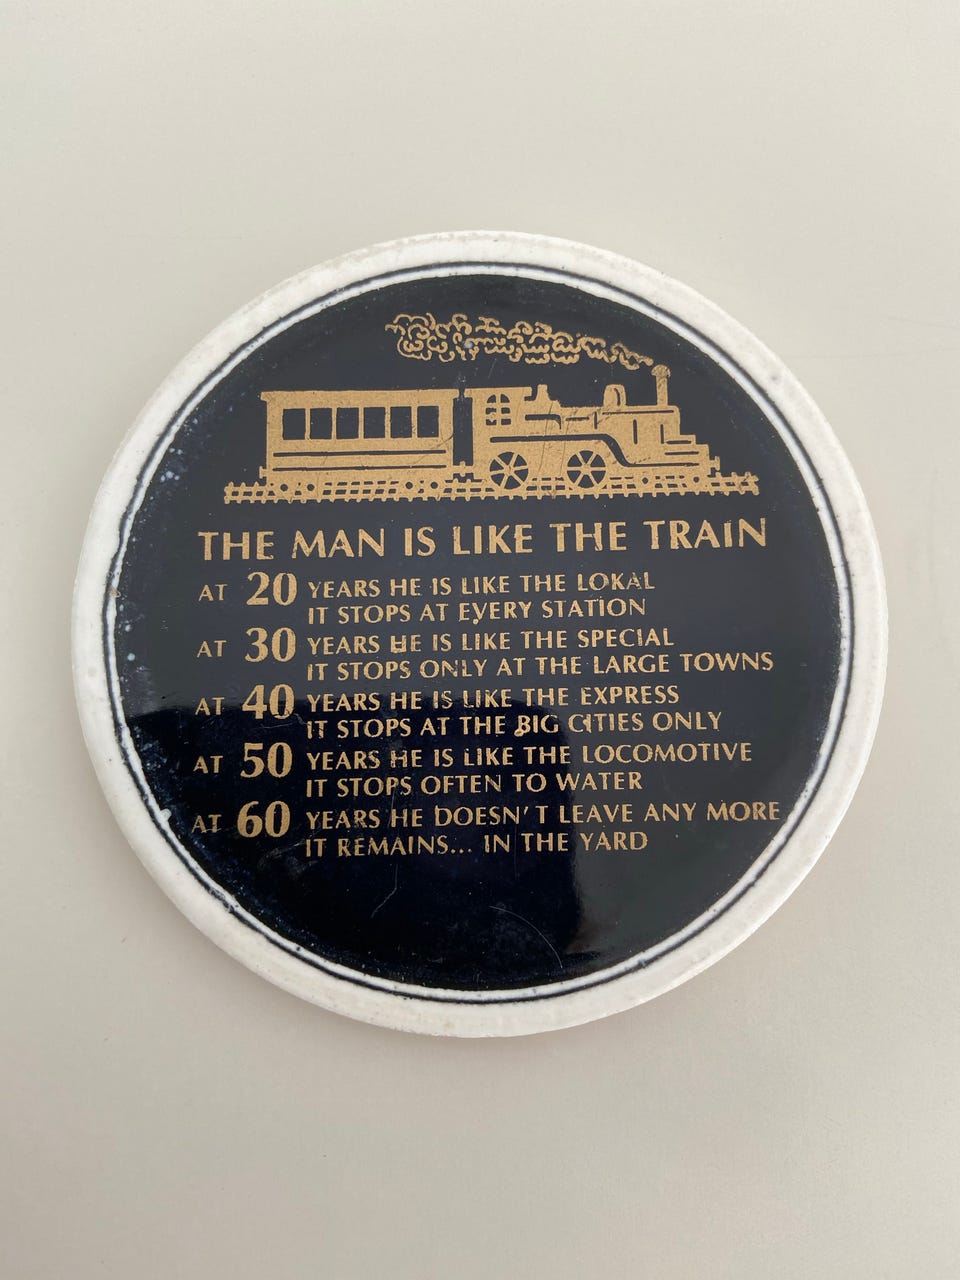 THE MAN IS LIKE THE TRAIN
AT 20 YEARS HE IS LIKE THE LOKAL
IT STOPS AT EVERY STATION
AT 30 YEARS HE IS LIKE THE SPECIAL
IT STOPS ONLY AT THE LARGE TOWNS
AT 40 YEARS HE IS LIKE THE EXPRESS
IT STOPS AT THE BIG CITIES ONLY
AT 50 YEARS HE IS LIKE THE LOCOMOTIVE
IT STOPS OFTEN TO WATER
AT 60 YEARS HE DOESN'T LEAVE ANY MORE
IT REMAINS... IN THE YARD